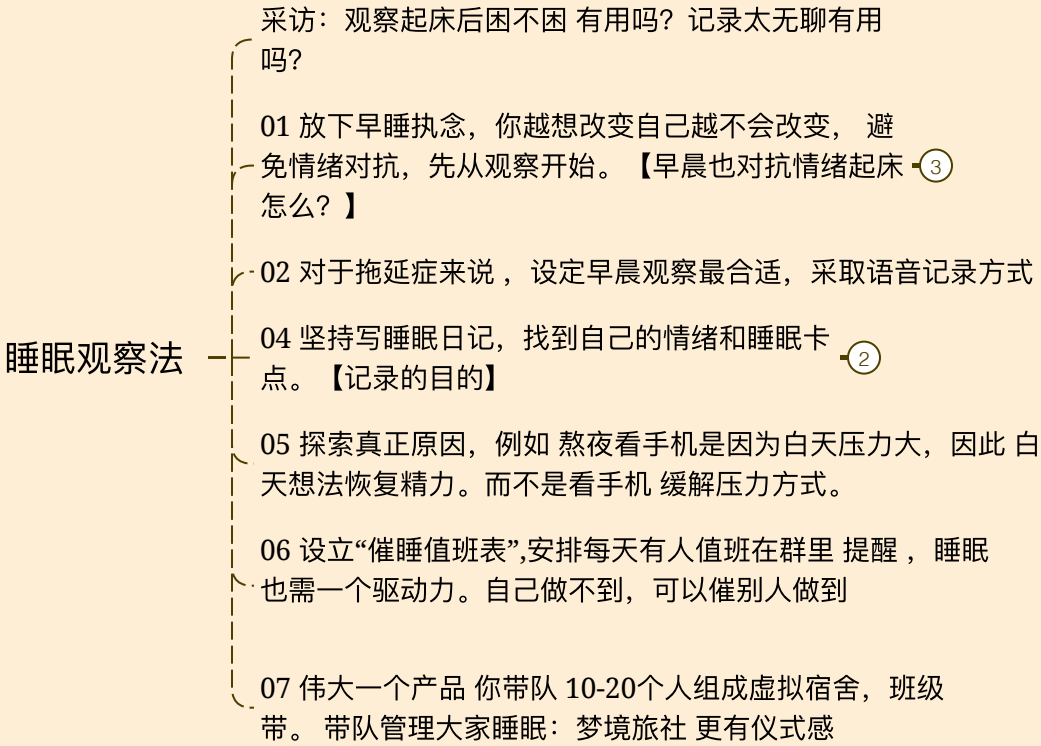 采访：观察起床后困不困 有用吗？记录太无聊有用
吗？
01 放下早睡执念，你越想改变自己越不会改变， 避
免情绪对抗，先从观察开始。【早晨也对抗情绪起床
怎么？】
3
02 对于拖延症来说 ，设定早晨观察最合适，采取语音记录方式
睡眠观察法
04 坚持写睡眠日记，找到自己的情绪和睡眠卡
点。【记录的目的】
2
05 探索真正原因，例如 熬夜看手机是因为白天压力大，因此 白
天想法恢复精力。而不是看手机 缓解压力方式。
06 设立“催睡值班表”,安排每天有人值班在群里 提醒 ，睡眠
也需一个驱动力。自己做不到，可以催别人做到
07 伟大一个产品 你带队 10-20个人组成虚拟宿舍，班级
带。 带队管理大家睡眠：梦境旅社 更有仪式感